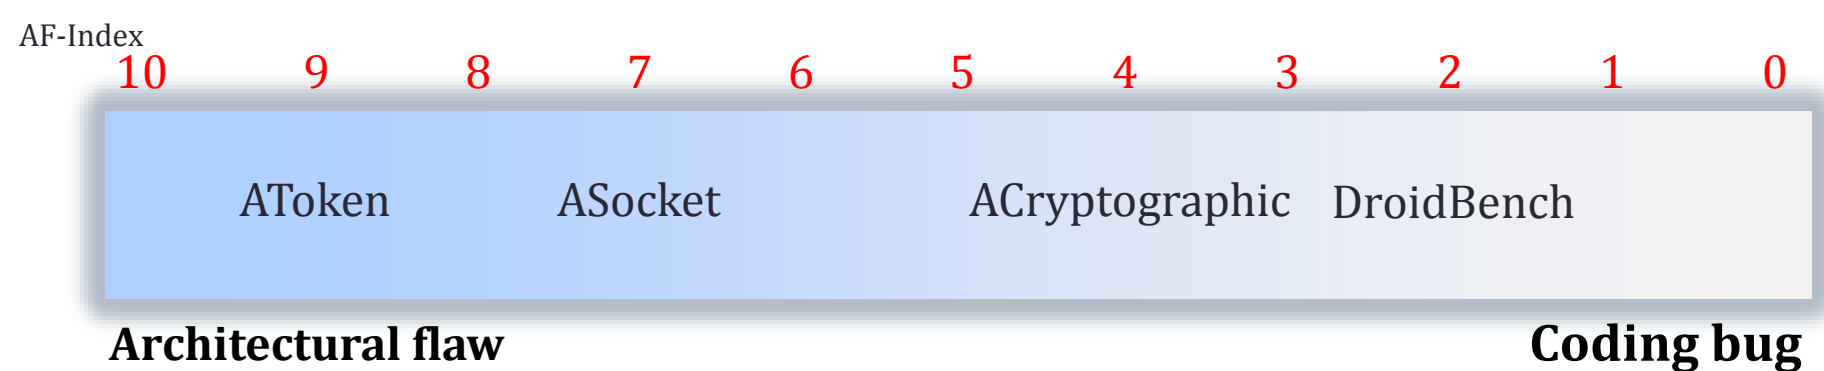 AF-Index
10 9 8 7 6 5 4 3 2 1 0
AToken ASocket ACryptographic DroidBench
Architectural flaw Coding bug